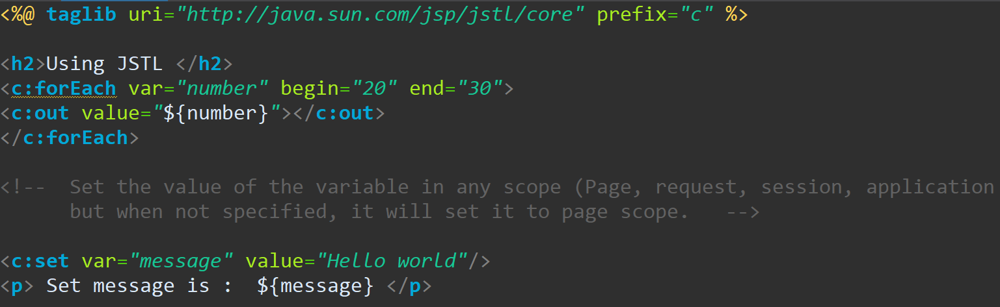 <%@ taglib uri="http://java.sun.com/jsp/jstl/core" prefix="c" %>
<h2>Using JSTL </h2>
<c:forEach var="number" begin="20" end="30">
<c:out value="${number}"></c:out>
</c:forEach>
<!--  Set the value of the variable in any scope (Page, request, session, application
but when not specified, it will set it to page scope.   -->
<c:set var="message" value="Hello world"/>
<p> Set message is :  ${message} </p>